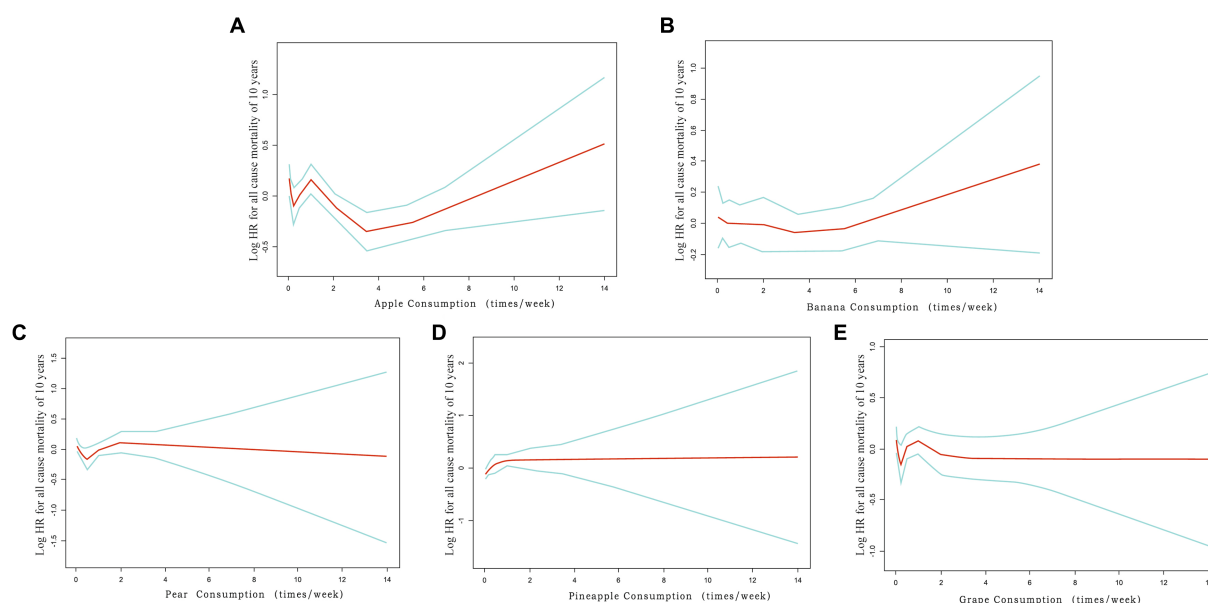 A
Log HR for all cause mortality of 10 years
1.0
0.5
0.0
-0.5
0 2 4 6 8 10 12 14
Apple Consumption (times/week)
B
Log HR for all cause mortality of 10 years
1.0
0.8
0.6
0.4
0.2
0.0
-0.2
0 2 4 6 8 10 12 14
Banana Consumption (times/week)
C
Log HR for all cause mortality of 10 years
1.5
1.0
0.5
0.0
-0.5
-1.0
-1.5
0 2 4 6 8 10 12 14
Pear Consumption (times/week)
D
Log HR for all cause mortality of 10 years
2
1
0
-1
0 2 4 6 8 10 12 14
Pineapple Consumption (times/week)
E
Log HR for all cause mortality of 10 years
1.0
0.5
0.0
-0.5
-1.0
0 2 4 6 8 10 12 14
Grape Consumption (times/week)